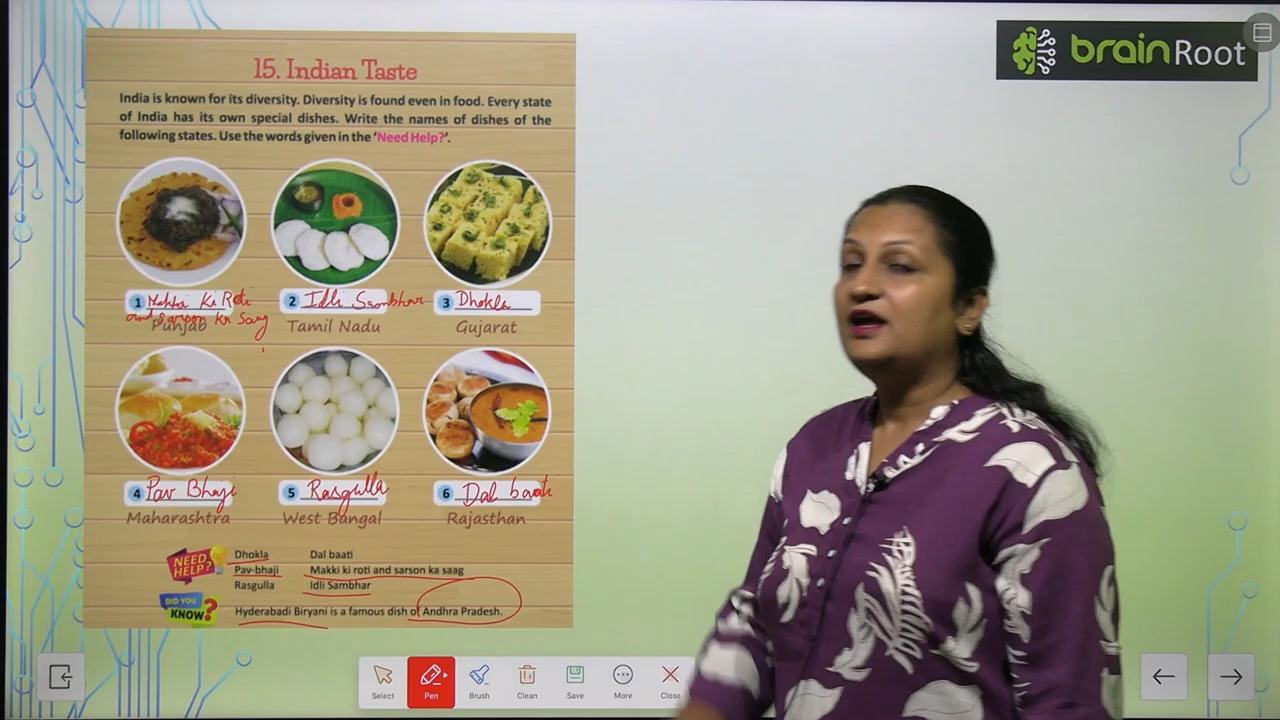 brainRoot
15. Indian Taste
India is known for its diversity. Diversity is found even in food. Every state
of India has its own special dishes. Write the names of dishes of the
following states. Use the words given in the 'Need Help?'.
1 Makki Ki Roti
and sarson ka Saag
Punjab
2 Idli Sambhar
Tamil Nadu
3 Dhokla
Gujarat
4 Pav Bhaji
Maharashtra
5 Rasgulla
West Bangal
6 Dal baati
Rajasthan
NEED HELP?
Dhokla Dal baati
Pav-bhaji Makki ki roti and sarson ka saag
Rasgulla Idli Sambhar
DID YOU KNOW?
Hyderabadi Biryani is a famous dish of Andhra Pradesh.
Select Pen Brush Clean Save More Close